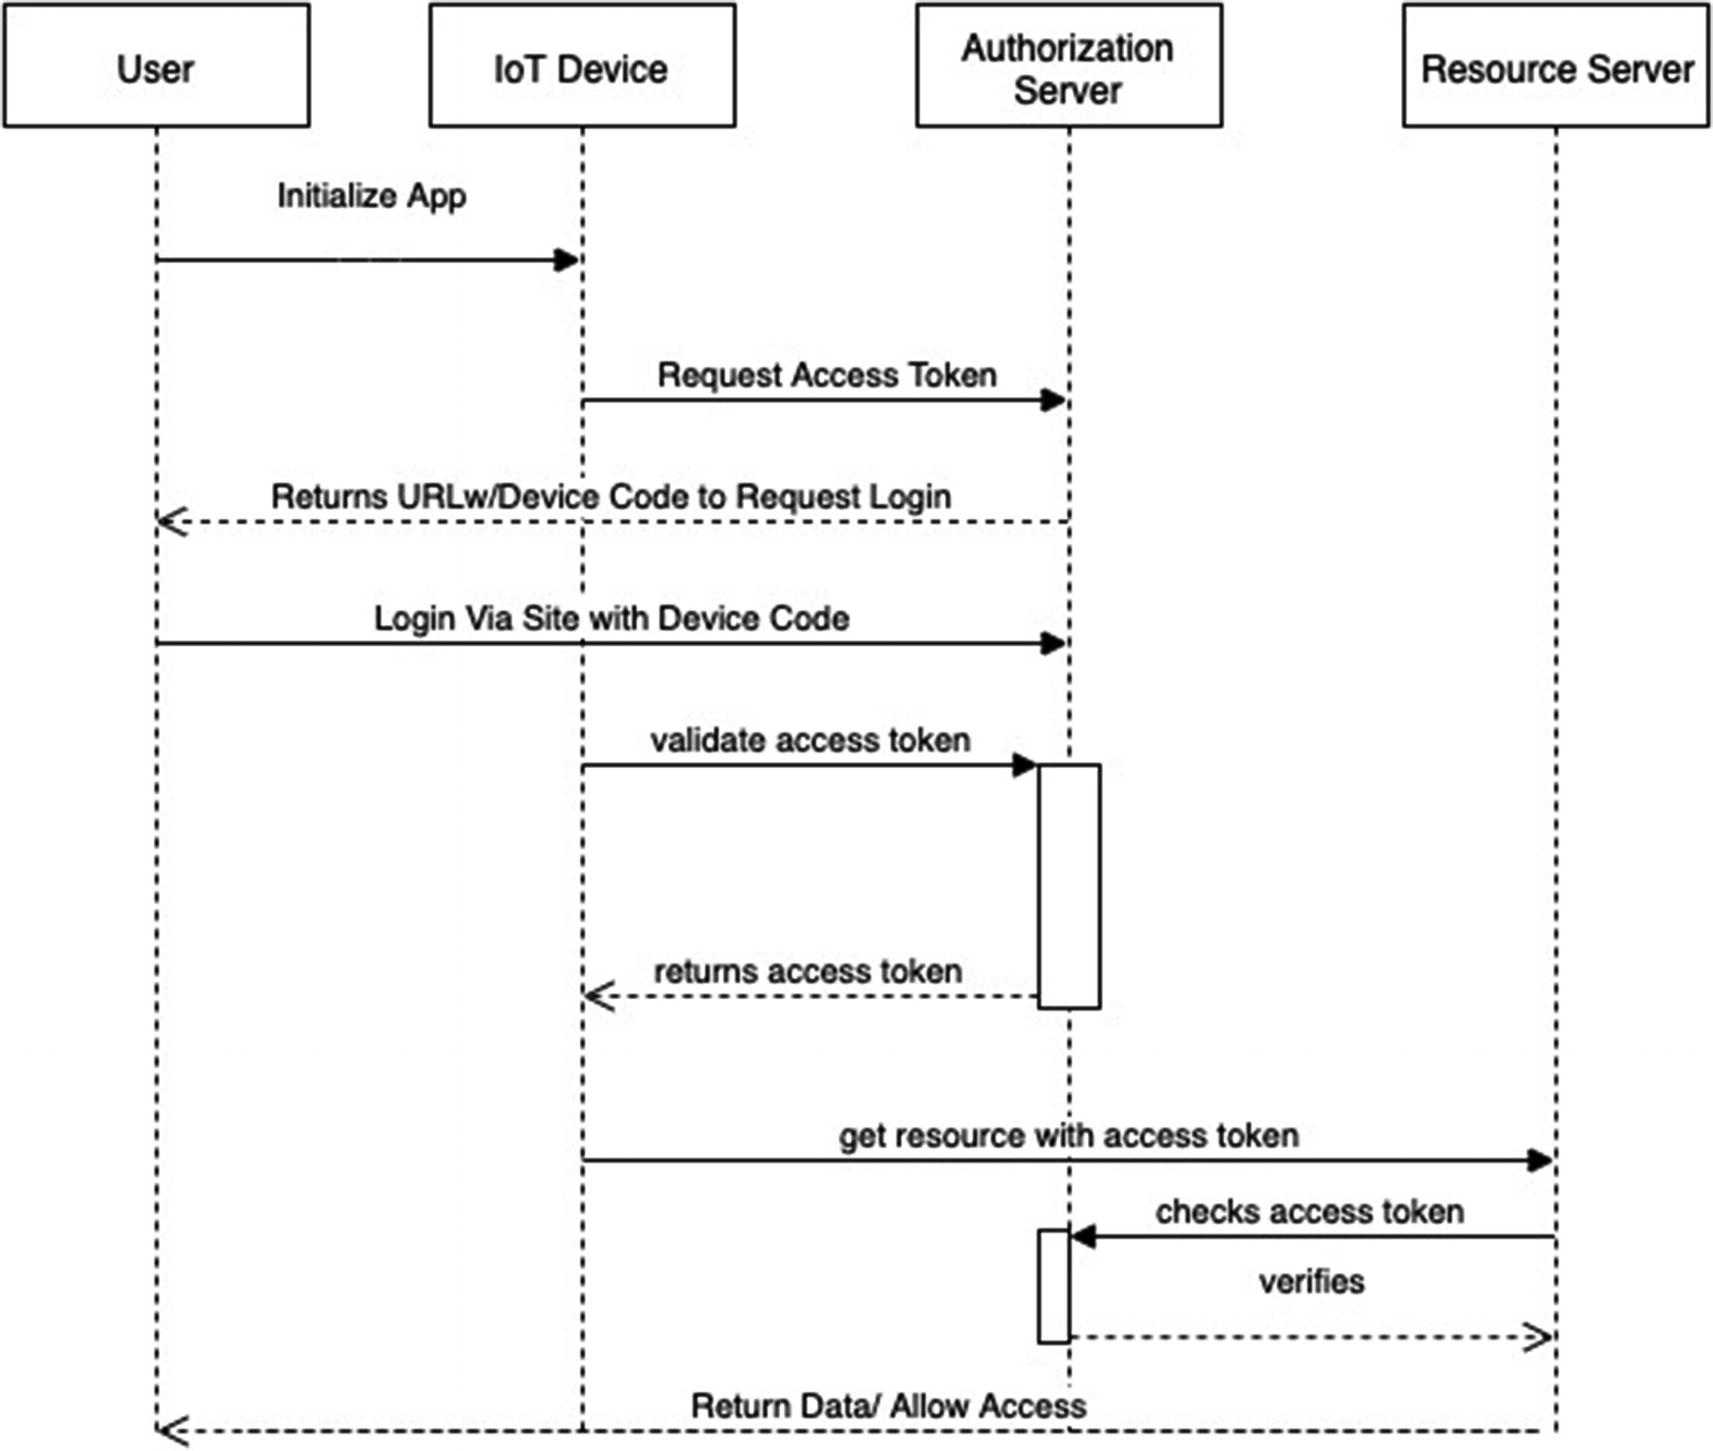 User
IoT Device
Authorization
Server
Resource Server
Initialize App
Request Access Token
Returns URLw/Device Code to Request Login
Login Via Site with Device Code
validate access token
returns access token
get resource with access token
checks access token
verifies
Return Data/ Allow Access